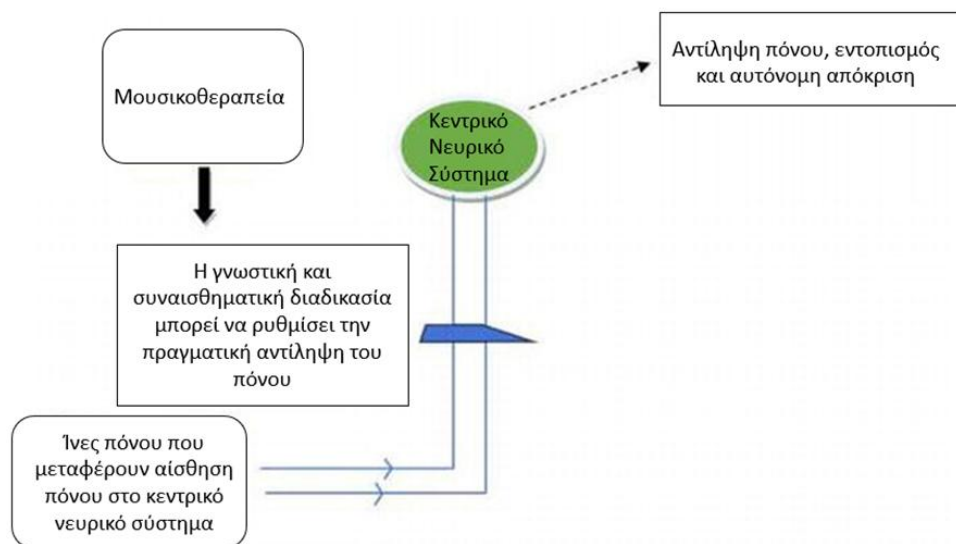 Μουσικοθεραπεία
Κεντρικό
Νευρικό
Σύστημα
Αντίληψη πόνου, εντοπισμός
και αυτόνομη απόκριση
Η γνωστική και
συναισθηματική διαδικασία
μπορεί να ρυθμίσει την
πραγματική αντίληψη του
πόνου
Ίνες πόνου που
μεταφέρουν αίσθηση
πόνου στο κεντρικό
νευρικό σύστημα